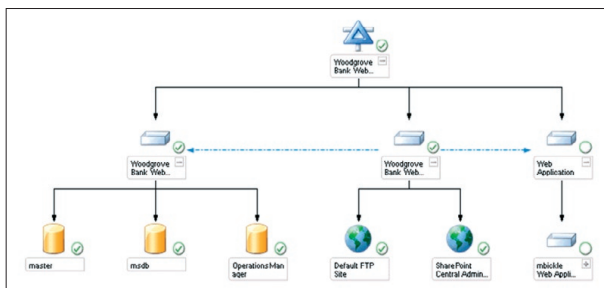 Woodgrove
Bank Web...
Woodgrove
Bank Web...
Woodgrove
Bank Web...
Web
Application
master
msdb
OperationsMan
ager
Default FTP
Site
SharePoint
Central Admin...
mbickle
Web Appli...